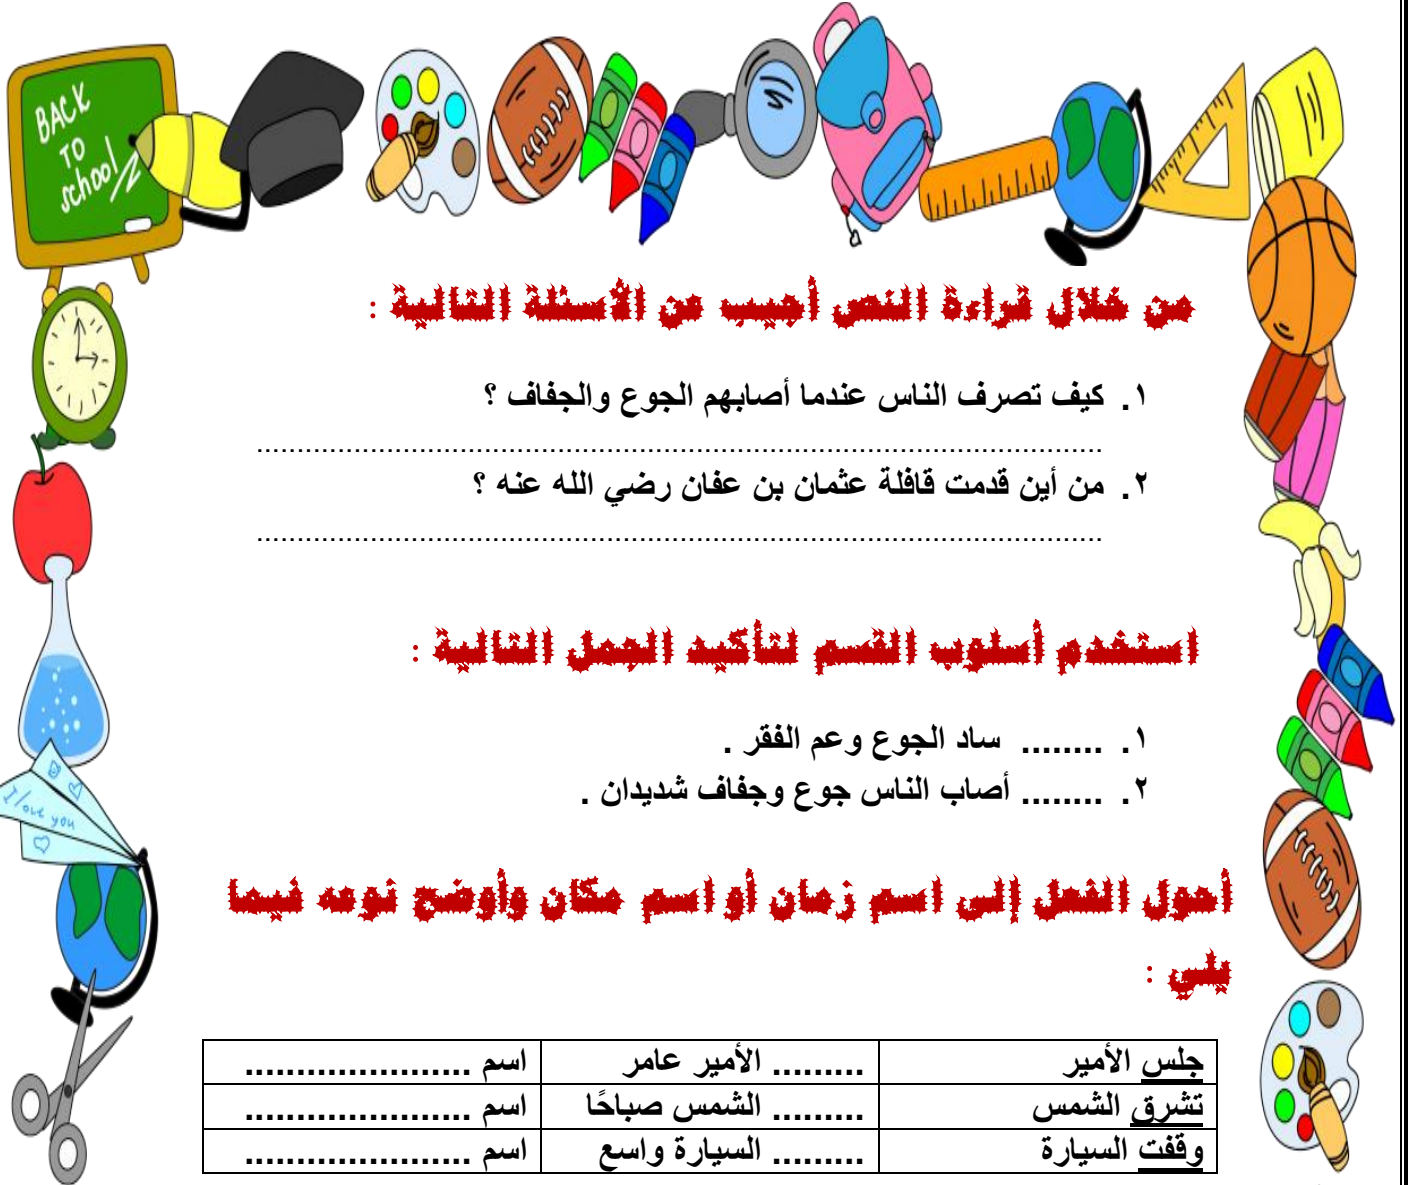 BACK
TO
school
من خلال قراءة النص أجيب عن الأسئلة التالية :
١. كيف تصرف الناس عندما أصابهم الجوع والجفاف ؟
........................................................................................................
٢. من أين قدمت قافلة عثمان بن عفان رضي الله عنه ؟
........................................................................................................
استخدم أسلوب القسم لتأكيد الجمل التالية :
١. ........ ساد الجوع وعم الفقر .
٢. ........ أصاب الناس جوع وجفاف شديدان .
I love you
أحول الفعل إلى اسم زمان أو اسم مكان وأوضح نوعه فيما
يلي :
جلس الأمير ......... الأمير عامر اسم ......................
تشرق الشمس ......... الشمس صباحًا اسم ......................
وقفت السيارة ......... السيارة واسع اسم ......................